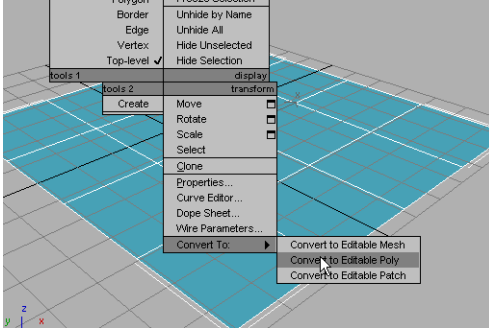 Polygon
Freeze Selection
Border
Unhide by Name
Edge
Unhide All
Vertex
Hide Unselected
Top-level ✓
Hide Selection
tools 1
display
tools 2
transform
Create
Move
Rotate
Scale
Select
Clone
Properties...
Curve Editor...
Dope Sheet...
Wire Parameters...
Convert To:
Convert to Editable Mesh
Convert to Editable Poly
Convert to Editable Patch
z
y
x
x